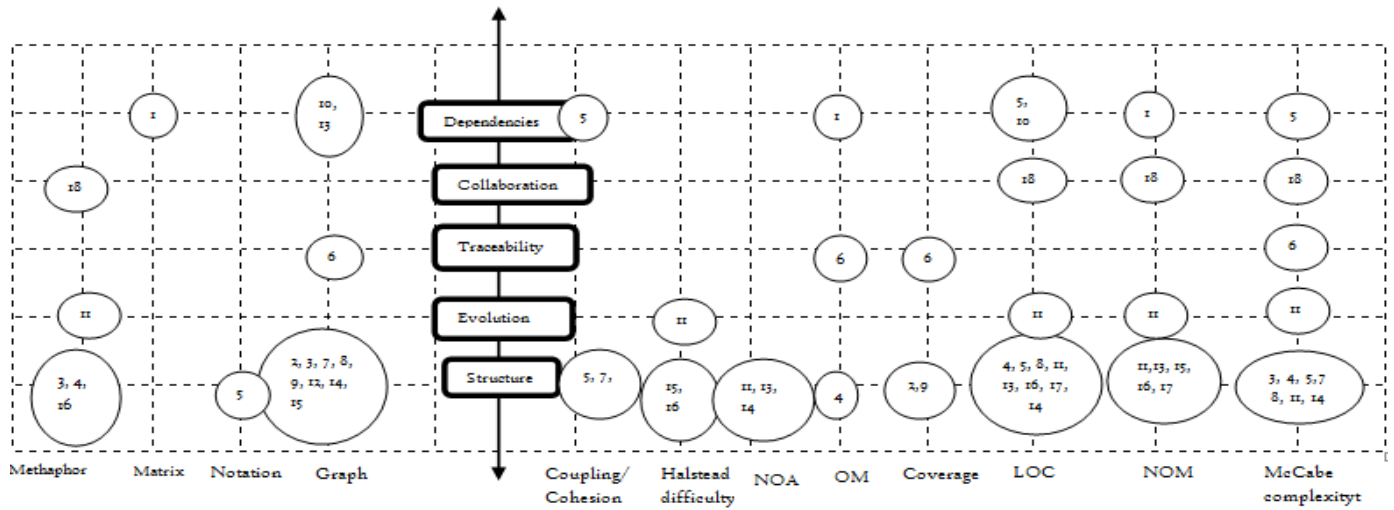 1
10,
13
Dependencies
5
1
5,
10
1
5
18
Collaboration
18
18
18
6
Traceability
6
6
6
11
Evolution
11
11
11
11
3, 4,
16
5
2, 3, 7, 8,
9, 12, 14,
15
Structure
5, 7,
15,
16
11, 13,
14
4
2,9
4, 5, 8, 11,
13, 16, 17,
14
11,13, 15,
16, 17
3, 4, 5,7
8, 11, 14
Methaphor
Matrix
Notation
Graph
Coupling/
Cohesion
Halstead
difficulty
NOA
OM
Coverage
LOC
NOM
McCabe
complexityt